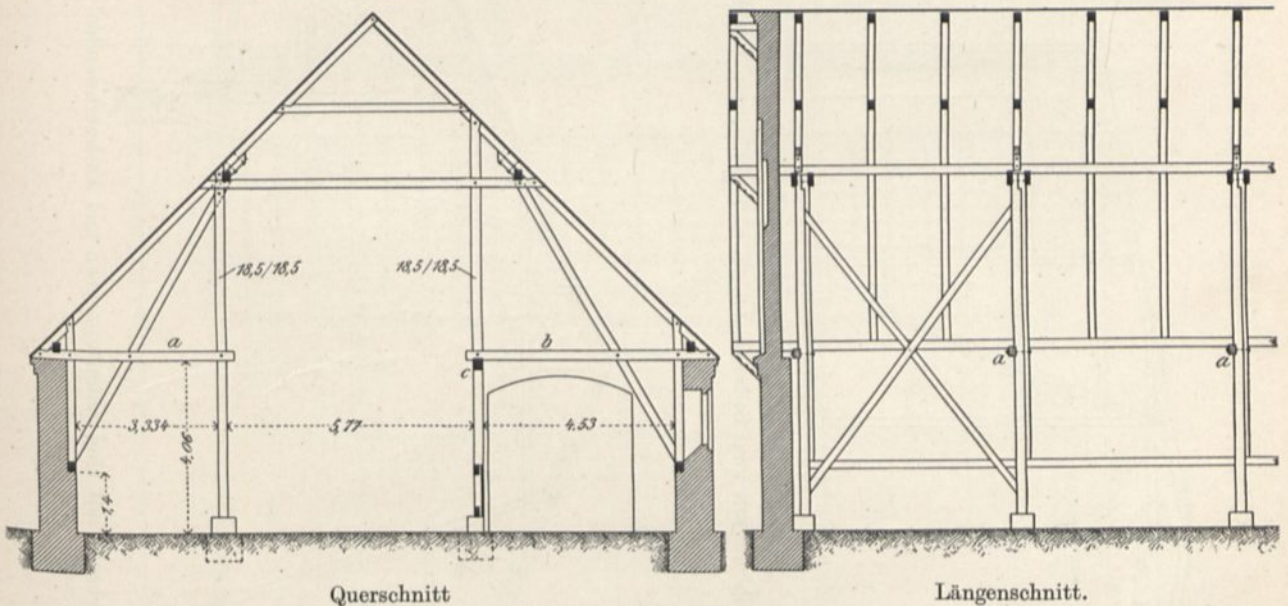 18,5/18,5
18,5/18,5
a
b
c
a
a
3,334
5,77
4.53
4,06
1,4
Querschnitt
Längenschnitt.